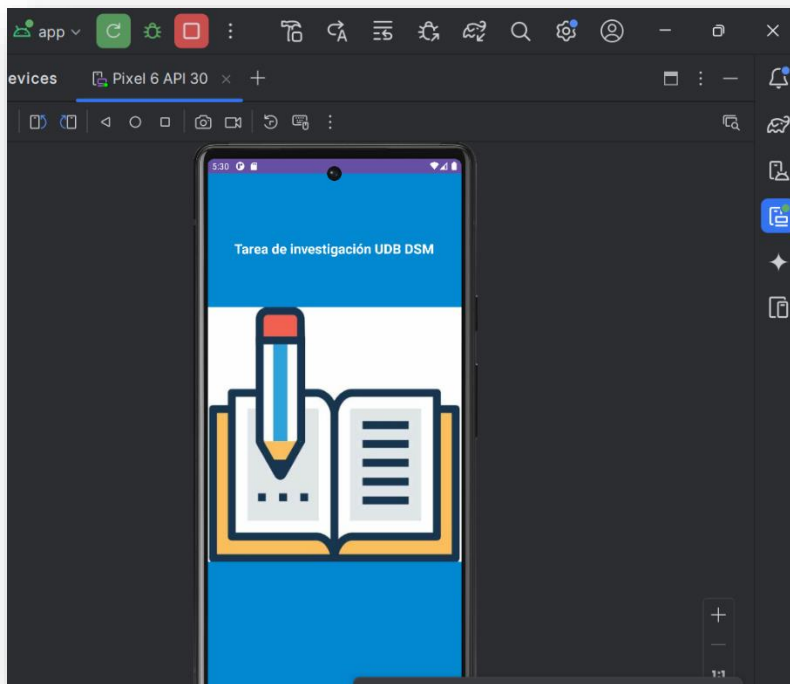 app
evices
Pixel 6 API 30
5:30
Tarea de investigación UDB DSM
1:1